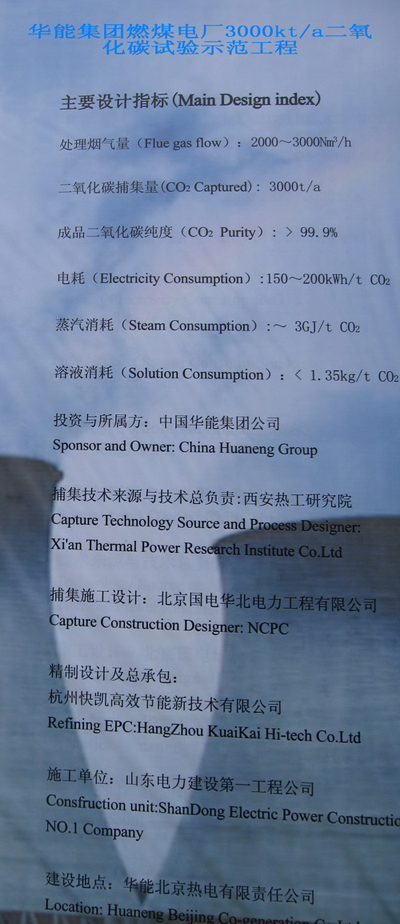 华能集团燃煤电厂3000kt/a二氧
化碳试验示范工程
主要设计指标(Main Design index)
处理烟气量（Flue gas flow）：2000～3000Nm³/h
二氧化碳捕集量(CO₂ Captured)：3000t/a
成品二氧化碳纯度（CO₂ Purity）：> 99.9%
电耗（Electricity Consumption）:150～200kWh/t CO₂
蒸汽消耗（Steam Consumption）:～ 3GJ/t CO₂
溶液消耗（Solution Consumption）：< 1.35kg/t CO₂
投资与所属方：中国华能集团公司
Sponsor and Owner: China Huaneng Group
捕集技术来源与技术总负责:西安热工研究院
Capture Technology Source and Process Designer:
Xi'an Thermal Power Research Institute Co.Ltd
捕集施工设计：北京国电华北电力工程有限公司
Capture Construction Designer: NCPC
精制设计及总承包：
杭州快凯高效节能新技术有限公司
Refining EPC:HangZhou KuaiKai Hi-tech Co.Ltd
施工单位：山东电力建设第一工程公司
Consfruction unit:ShanDong Electric Power Constructio
NO.1 Company
建设地点：华能北京热电有限责任公司
Location: Huaneng Beijing Co-generation Co.Ltd